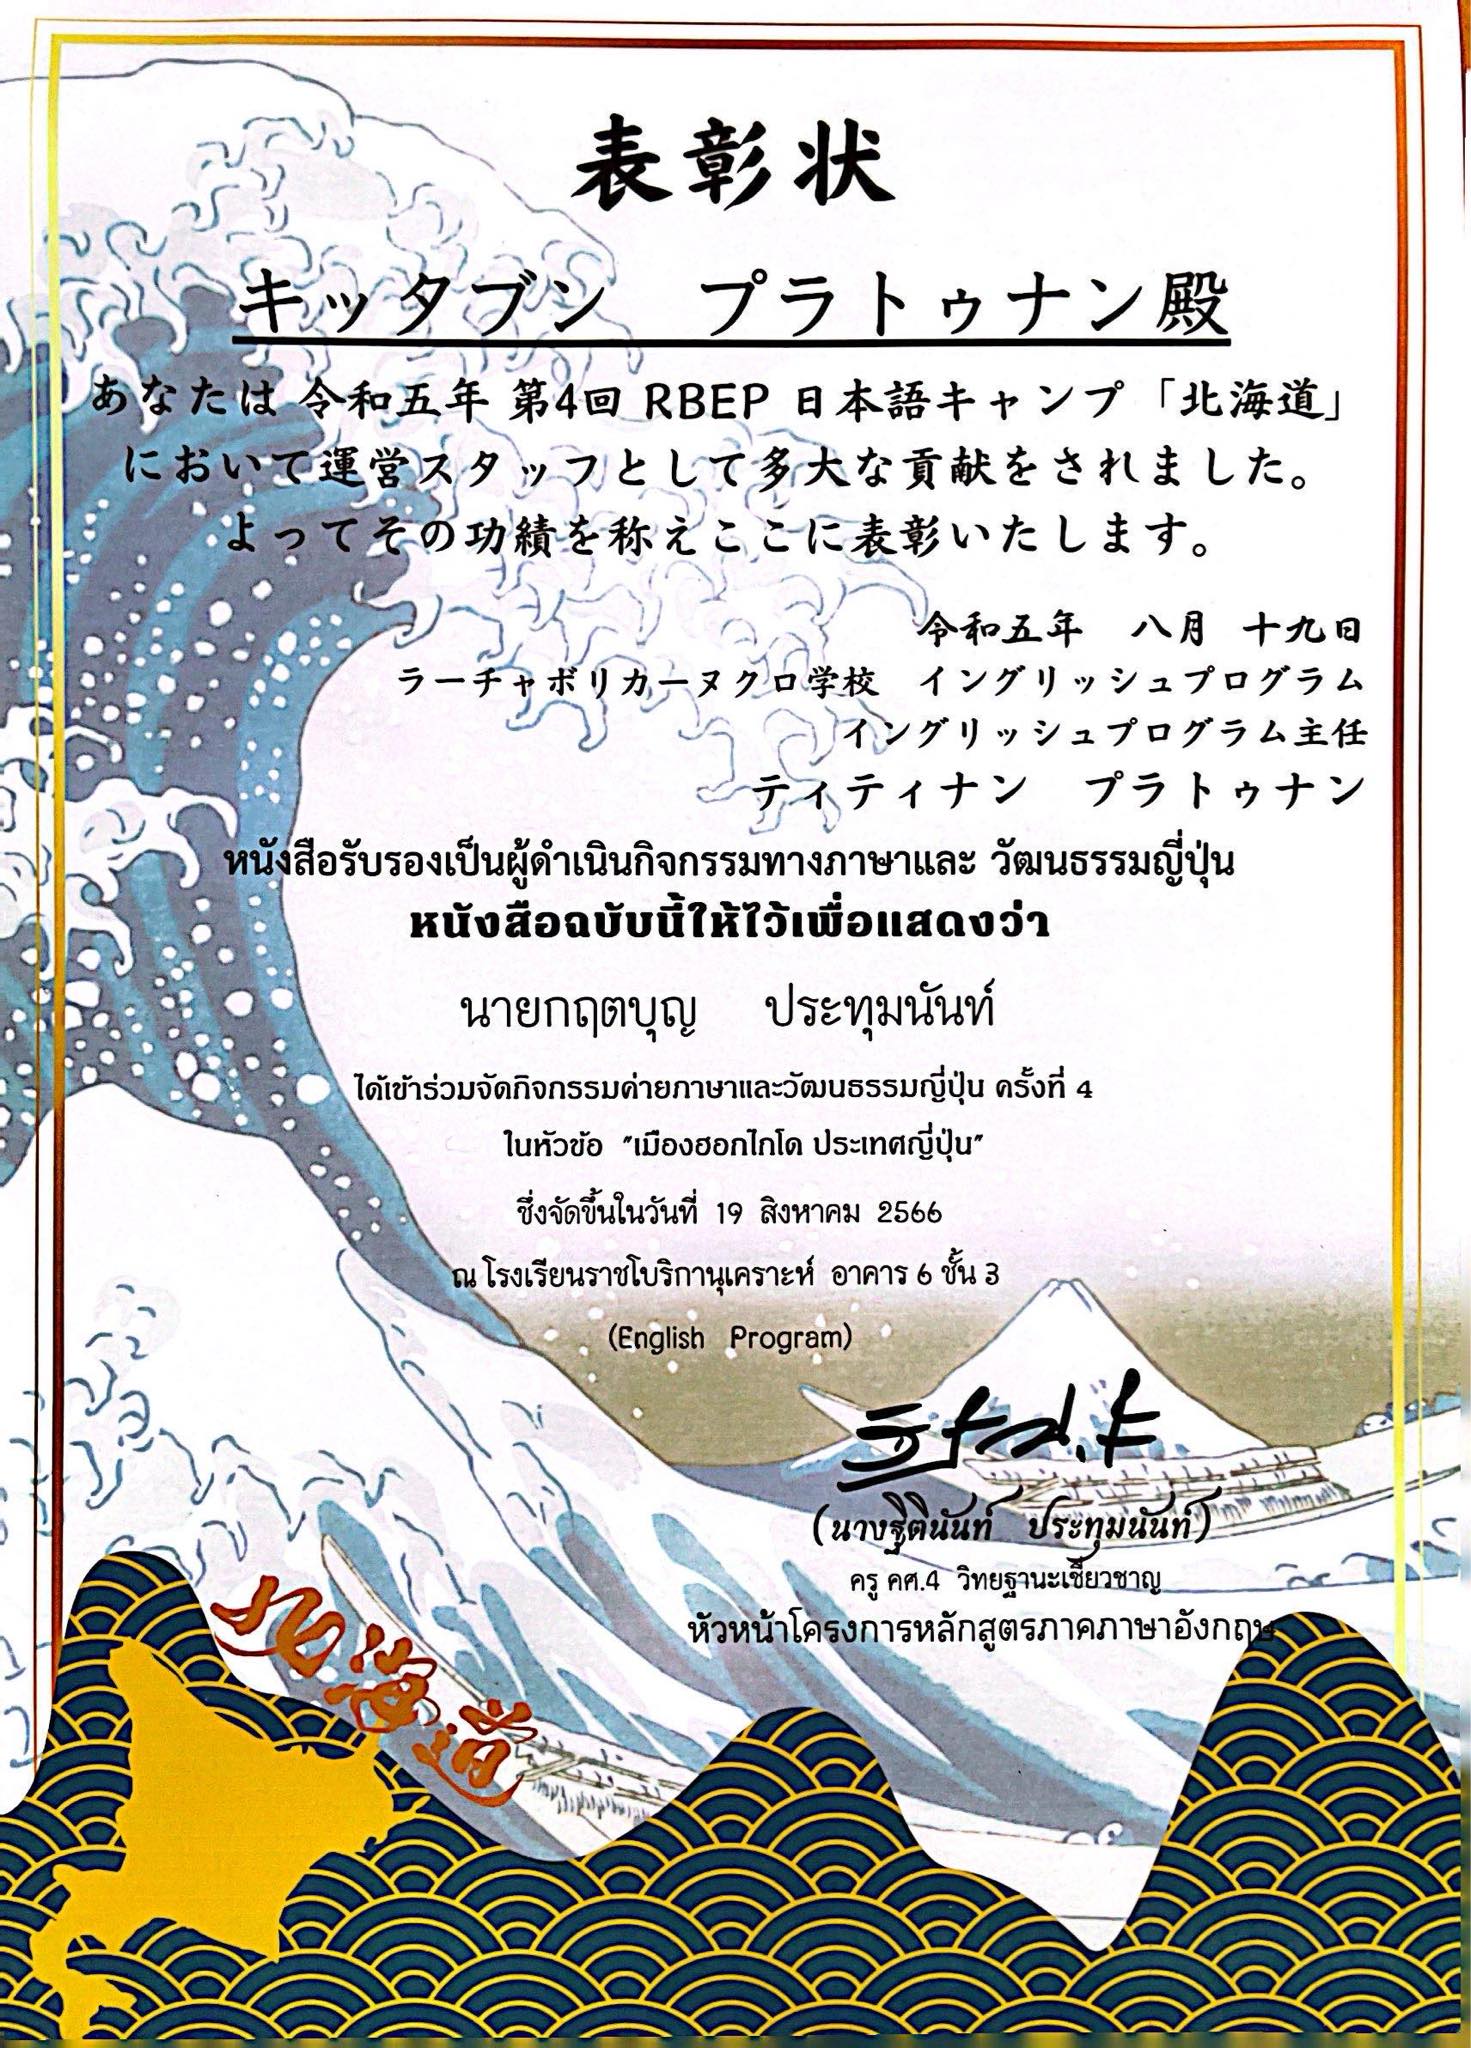 表彰状
キッタブン　プラトゥナン殿
あなたは 令和五年 第4回 RBEP 日本語キャンプ「北海道」
において運営スタッフとして多大な貢献をされました。
よってその功績を称えここに表彰いたします。
令和五年　八月　十九日
ラーチャボリカーヌクロ学校　イングリッシュプログラム
イングリッシュプログラム主任
ティティナン　プラトゥナン
หนังสือรับรองเป็นผู้ดำเนินกิจกรรมทางภาษาและ วัฒนธรรมญี่ปุ่น
หนังสือฉบับนี้ให้ไว้เพื่อแสดงว่า
นายกฤตบุญ ประทุมนันท์
ได้เข้าร่วมจัดกิจกรรมค่ายภาษาและวัฒนธรรมญี่ปุ่น ครั้งที่ 4
ในหัวข้อ "เมืองฮอกไกโด ประเทศญี่ปุ่น"
ซึ่งจัดขึ้นในวันที่ 19 สิงหาคม 2566
ณ โรงเรียนราชโบริกานุเคราะห์ อาคาร 6 ชั้น 3
(English Program)
(นางฐิตินันท์ ประทุมนันท์)
ครู คศ.4 วิทยฐานะเชี่ยวชาญ
หัวหน้าโครงการหลักสูตรภาคภาษาอังกฤษ
北海道